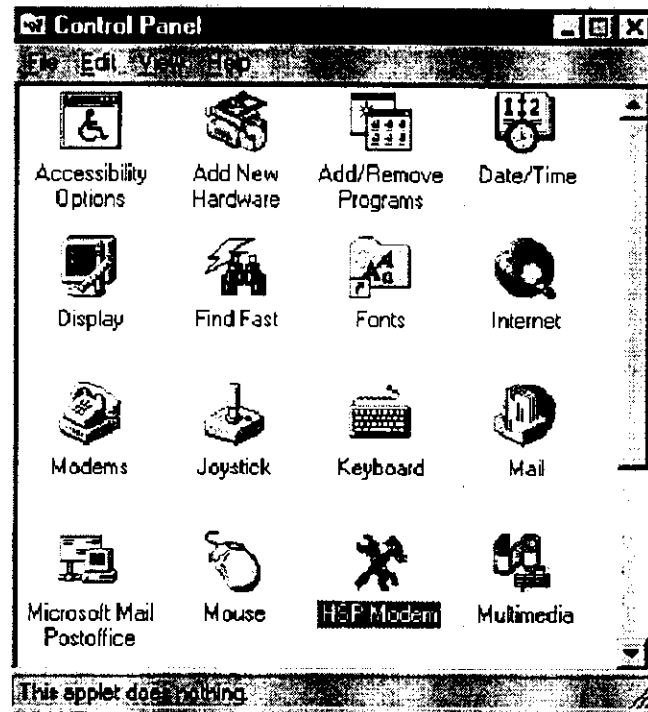 Control Panel
File Edit View Help
Accessibility Options
Add New Hardware
Add/Remove Programs
Date/Time
Display
Find Fast
Fonts
Internet
Modems
Joystick
Keyboard
Mail
Microsoft Mail Postoffice
Mouse
HSP Modem
Multimedia
This applet does nothing